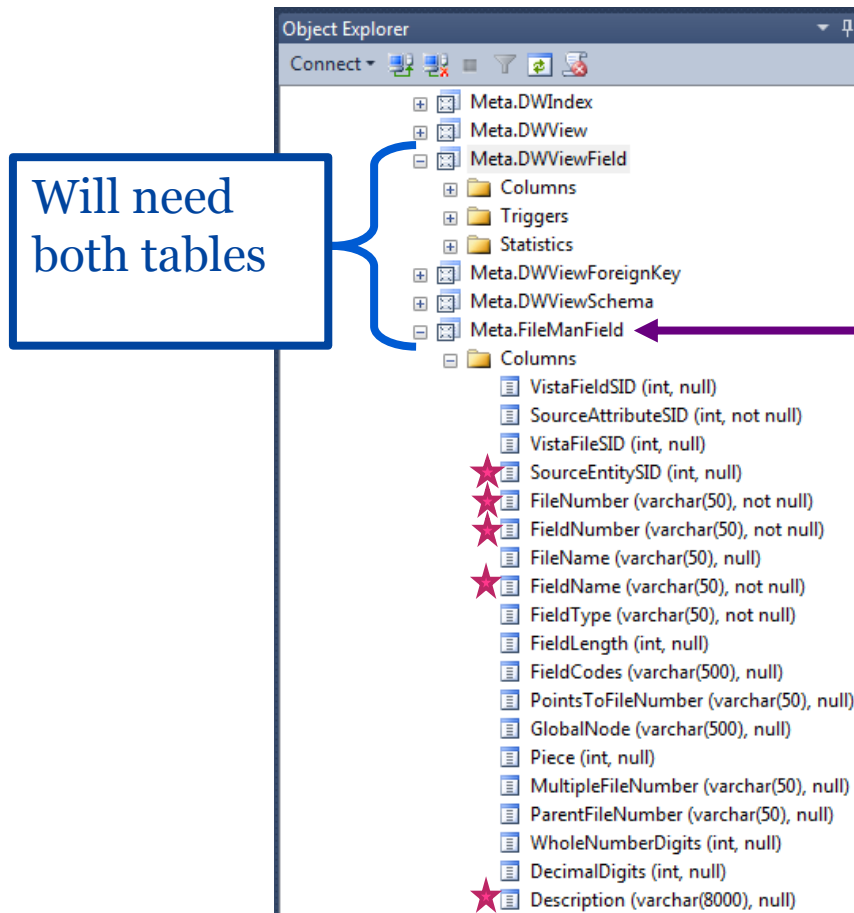 Object Explorer
Connect
Meta.DWIndex
Meta.DWView
Meta.DWViewField
Columns
Triggers
Statistics
Meta.DWViewForeignKey
Meta.DWViewSchema
Meta.FileManField
Columns
VistaFieldSID (int, null)
SourceAttributeSID (int, not null)
VistaFileSID (int, null)
SourceEntitySID (int, null)
FileNumber (varchar(50), not null)
FieldNumber (varchar(50), not null)
FileName (varchar(50), null)
FieldName (varchar(50), not null)
FieldType (varchar(50), not null)
FieldLength (int, null)
FieldCodes (varchar(500), null)
PointsToFileNumber (varchar(50), null)
GlobalNode (varchar(500), null)
Piece (int, null)
MultipleFileNumber (varchar(50), null)
ParentFileNumber (varchar(50), null)
WholeNumberDigits (int, null)
DecimalDigits (int, null)
Description (varchar(8000), null)
Will need
both tables